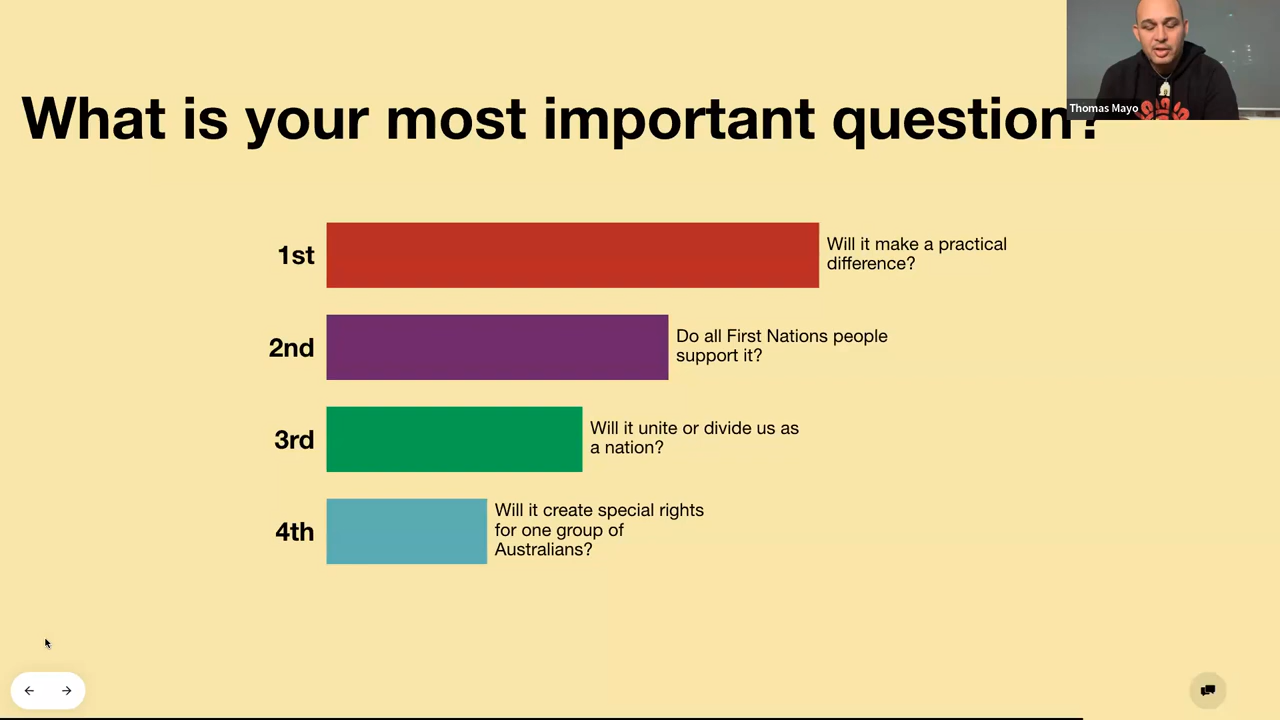 What is your most important question?
Thomas Mayo
1st
Will it make a practical
difference?
2nd
Do all First Nations people
support it?
3rd
Will it unite or divide us as
a nation?
4th
Will it create special rights
for one group of
Australians?